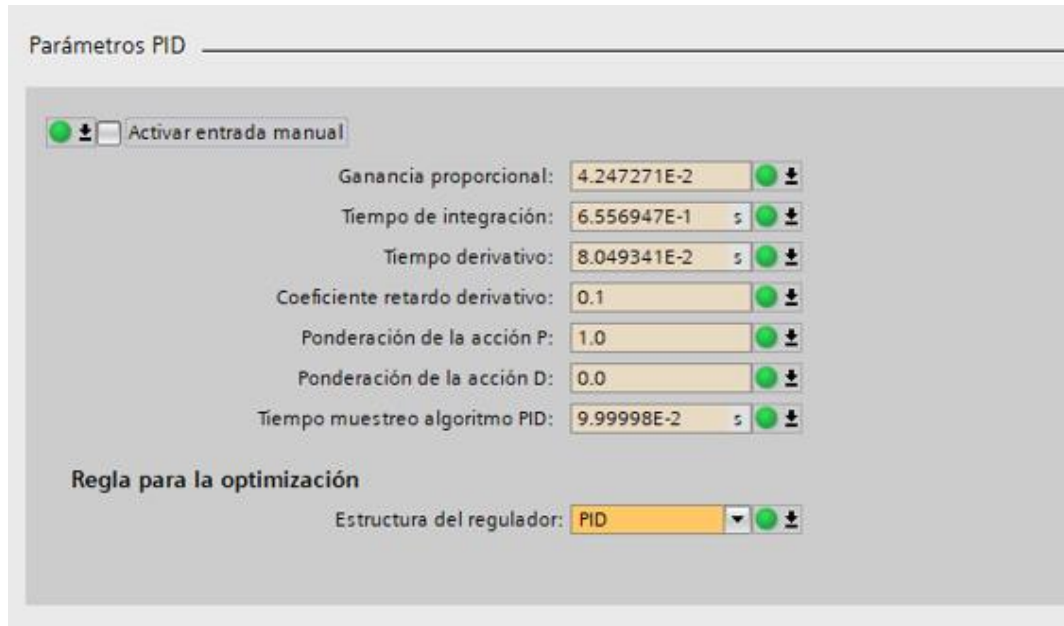 Parámetros PID
Activar entrada manual
Ganancia proporcional: 4.247271E-2
Tiempo de integración: 6.556947E-1 s
Tiempo derivativo: 8.049341E-2 s
Coeficiente retardo derivativo: 0.1
Ponderación de la acción P: 1.0
Ponderación de la acción D: 0.0
Tiempo muestreo algoritmo PID: 9.99998E-2 s
Regla para la optimización
Estructura del regulador: PID